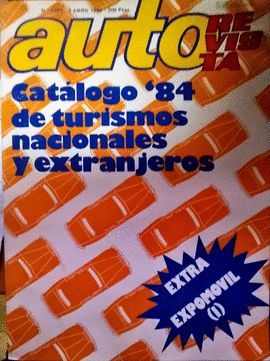 auto
REVISTA
Catálogo '84
de turismos
nacionales
y extranjeros
EXTRA
EXPOMOVIL
(I)